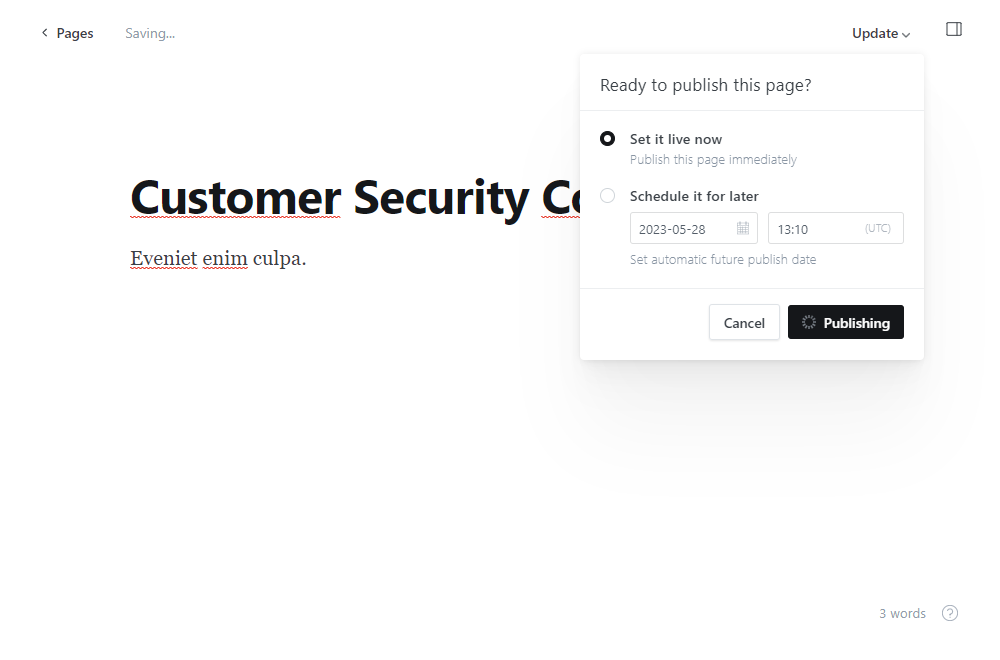 Pages
Saving...
Update
Ready to publish this page?
Set it live now
Publish this page immediately
Schedule it for later
2023-05-28
13:10
(UTC)
Set automatic future publish date
Cancel
Publishing
Customer Security
Eveniet enim culpa.
3 words
?